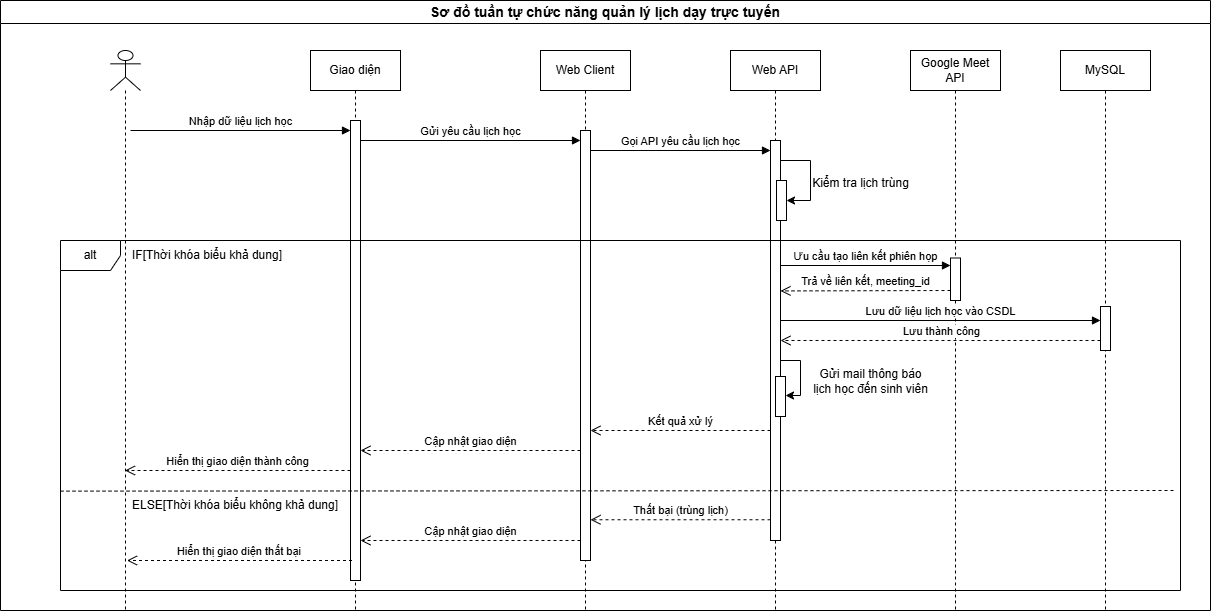 Sơ đồ tuần tự chức năng quản lý lịch dạy trực tuyến
Giao diện
Web Client
Web API
Google Meet
API
MySQL
Nhập dữ liệu lịch học
Gửi yêu cầu lịch học
Gọi API yêu cầu lịch học
Kiểm tra lịch trùng
alt
IF[Thời khóa biểu khả dung]
Ưu cầu tạo liên kết phiên họp
Trả về liên kết, meeting_id
Lưu dữ liệu lịch học vào CSDL
Lưu thành công
Gửi mail thông báo
lịch học đến sinh viên
Kết quả xử lý
Cập nhật giao diện
Hiển thị giao diện thành công
ELSE[Thời khóa biểu không khả dung]
Thất bại (trùng lịch)
Cập nhật giao diện
Hiển thị giao diện thất bại